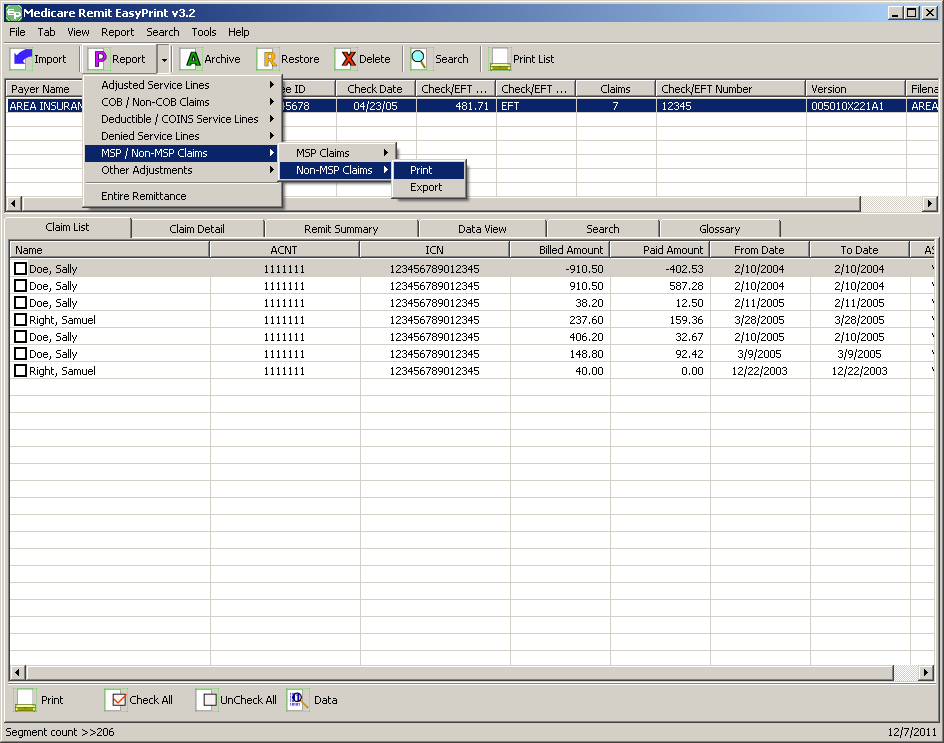 Medicare Remit EasyPrint v3.2
File Tab View Report Search Tools Help
Import Report Archive Restore Delete Search Print List
Payer Name ee ID Check Date Check/EFT ... Check/EFT ... Claims Check/EFT Number Version Filena
AREA INSURAN 45678 04/23/05 481.71 EFT 7 12345 005010X221A1 AREA
Adjusted Service Lines
COB / Non-COB Claims
Deductible / COINS Service Lines
Denied Service Lines
MSP / Non-MSP Claims
Other Adjustments
Entire Remittance
MSP Claims
Non-MSP Claims
Print
Export
Claim List Claim Detail Remit Summary Data View Search Glossary
Name ACNT ICN Billed Amount Paid Amount From Date To Date AS
Doe, Sally 1111111 123456789012345 -910.50 -402.53 2/10/2004 2/10/2004
Doe, Sally 1111111 123456789012345 910.50 587.28 2/10/2004 2/10/2004
Doe, Sally 1111111 123456789012345 38.20 12.50 2/11/2005 2/11/2005
Right, Samuel 1111111 123456789012345 237.60 159.36 3/28/2005 3/28/2005
Doe, Sally 1111111 123456789012345 406.20 32.67 2/10/2005 2/10/2005
Doe, Sally 1111111 123456789012345 148.80 92.42 3/9/2005 3/9/2005
Right, Samuel 1111111 123456789012345 40.00 0.00 12/22/2003 12/22/2003
Print Check All UnCheck All Data
Segment count >>206 12/7/2011